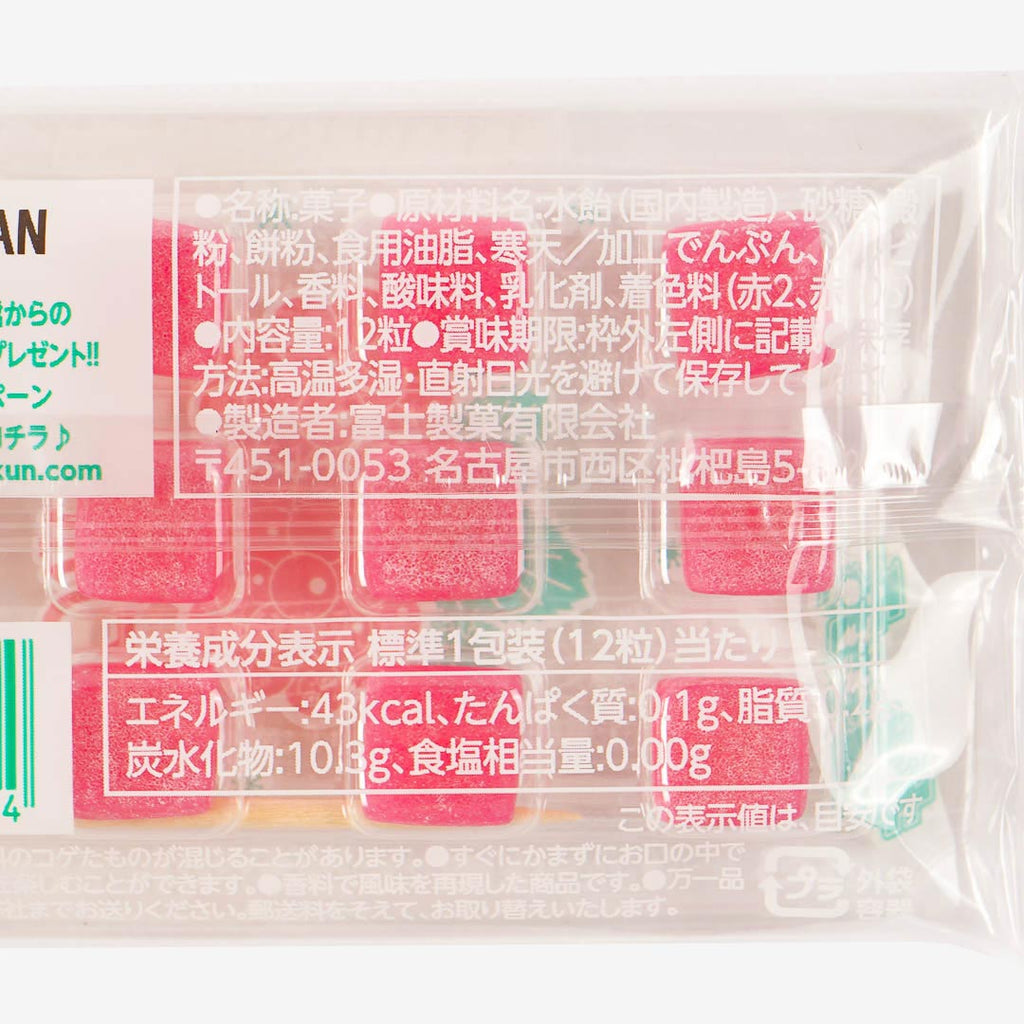 AN
からの
プレゼント!!
ペーン
コチラ♪
kun.com
●名称:菓子●原材料名:水飴(国内製造)、砂糖、澱
粉、餅粉、食用油脂、寒天／加工でんぷん、
トール、香料、酸味料、乳化剤、着色料(赤2、
●内容量:12粒●賞味期限:枠外左側に記載●保存
方法:高温多湿・直射日光を避けて保存して
●製造者:富士製菓有限会社
〒451-0053 名古屋市西区枇杷島5-
栄養成分表示 標準1包装(12粒)当たり
エネルギー:43kcal、たんぱく質:0.1g、脂質
炭水化物:10.3g、食塩相当量:0.00g
この表示値は、目安です
4
のコゲたものが混じることがあります。●すぐにかまずにお口の中で
楽しむことができます。●香料で風味を再現した商品です。●万一品
社までお送りください。郵送料をそえて、お取り替えいたします。
プラ
外袋
容器